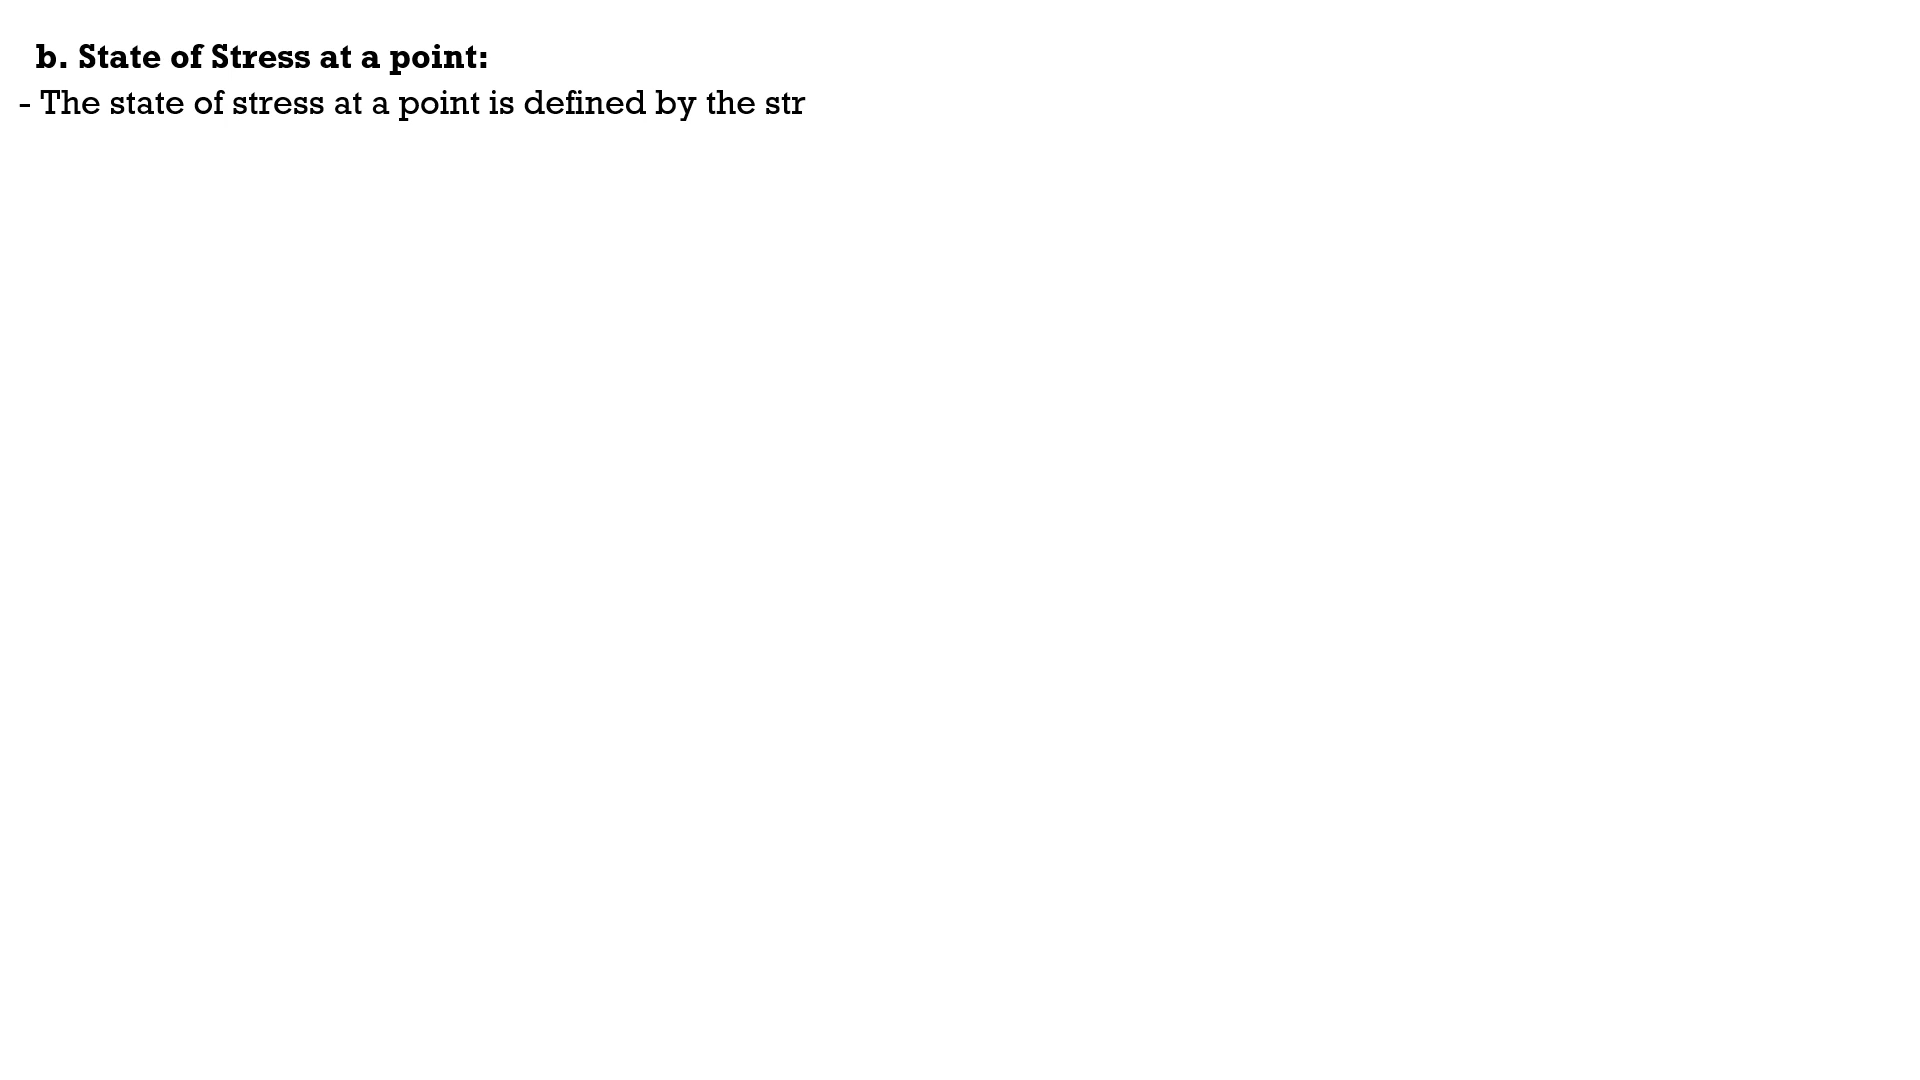 b. State of Stress at a point:
- The state of stress at a point is defined by the str